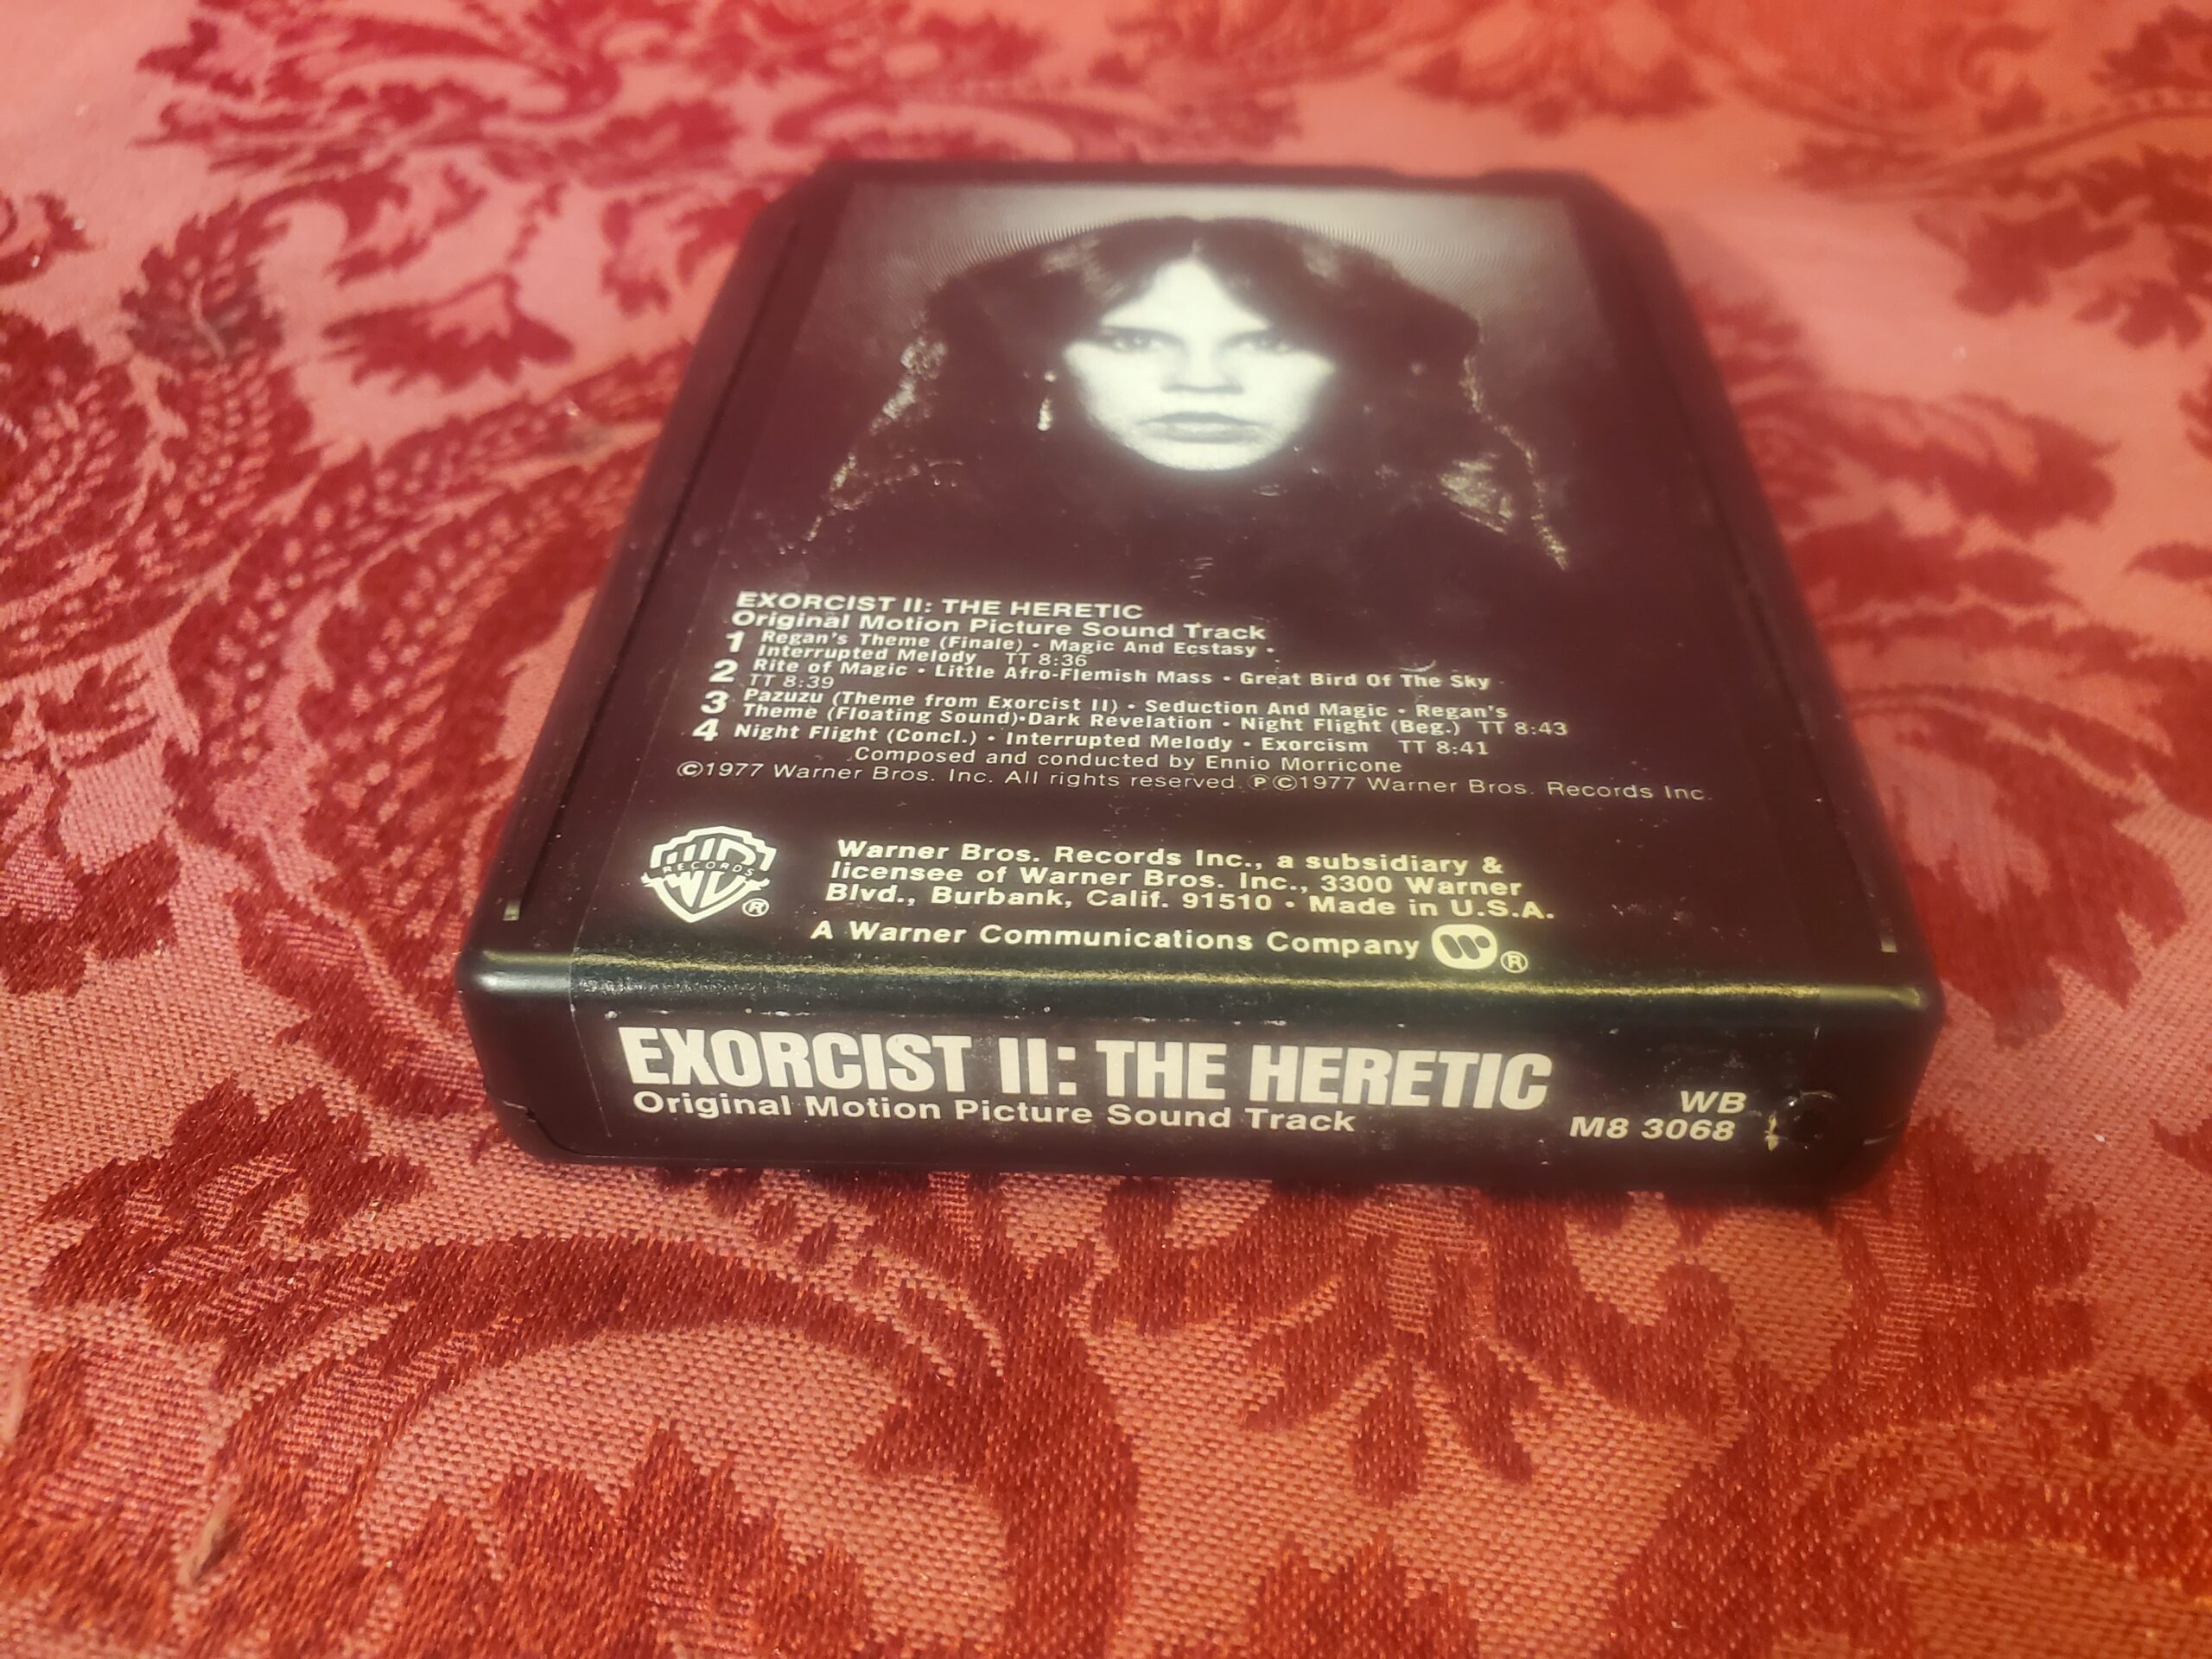 EXORCIST II: THE HERETIC
Original Motion Picture Sound Track
1 Regan's Theme (Finale) • Magic And Ecstasy •
Interrupted Melody TT 8:36
2 Rite of Magic • Little Afro-Flemish Mass • Great Bird Of The Sky
TT 8:39
3 Pazuzu (Theme from Exorcist II) • Seduction And Magic • Regan's
Theme (Floating Sound)•Dark Revelation • Night Flight (Beg.) TT 8:43
4 Night Flight (Concl.) • Interrupted Melody • Exorcism TT 8:41
Composed and conducted by Ennio Morricone
©1977 Warner Bros. Inc. All rights reserved. ℗©1977 Warner Bros. Records Inc.
RECORDS
®
Warner Bros. Records Inc., a subsidiary &
licensee of Warner Bros. Inc., 3300 Warner
Blvd., Burbank, Calif. 91510 • Made in U.S.A.
A Warner Communications Company ®
EXORCIST II: THE HERETIC
Original Motion Picture Sound Track
WB
M8 3068